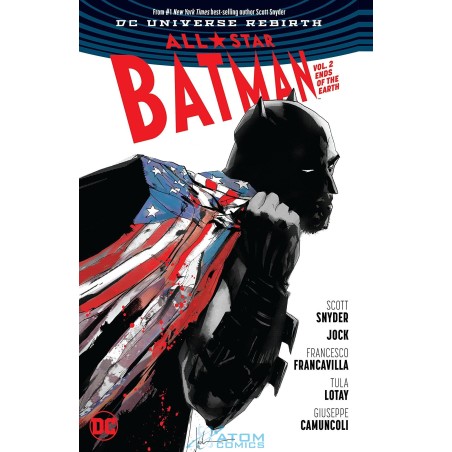 From #1 New York Times best-selling author Scott Snyder
DC UNIVERSE REBIRTH
ALL ★ STAR
BATMAN
VOL. 2
ENDS OF THE
EARTH
SCOTT
SNYDER
JOCK
FRANCESCO
FRANCAVILLA
TULA
LOTAY
GIUSEPPE
CAMUNCOLI
DC
ATOM
COMICS